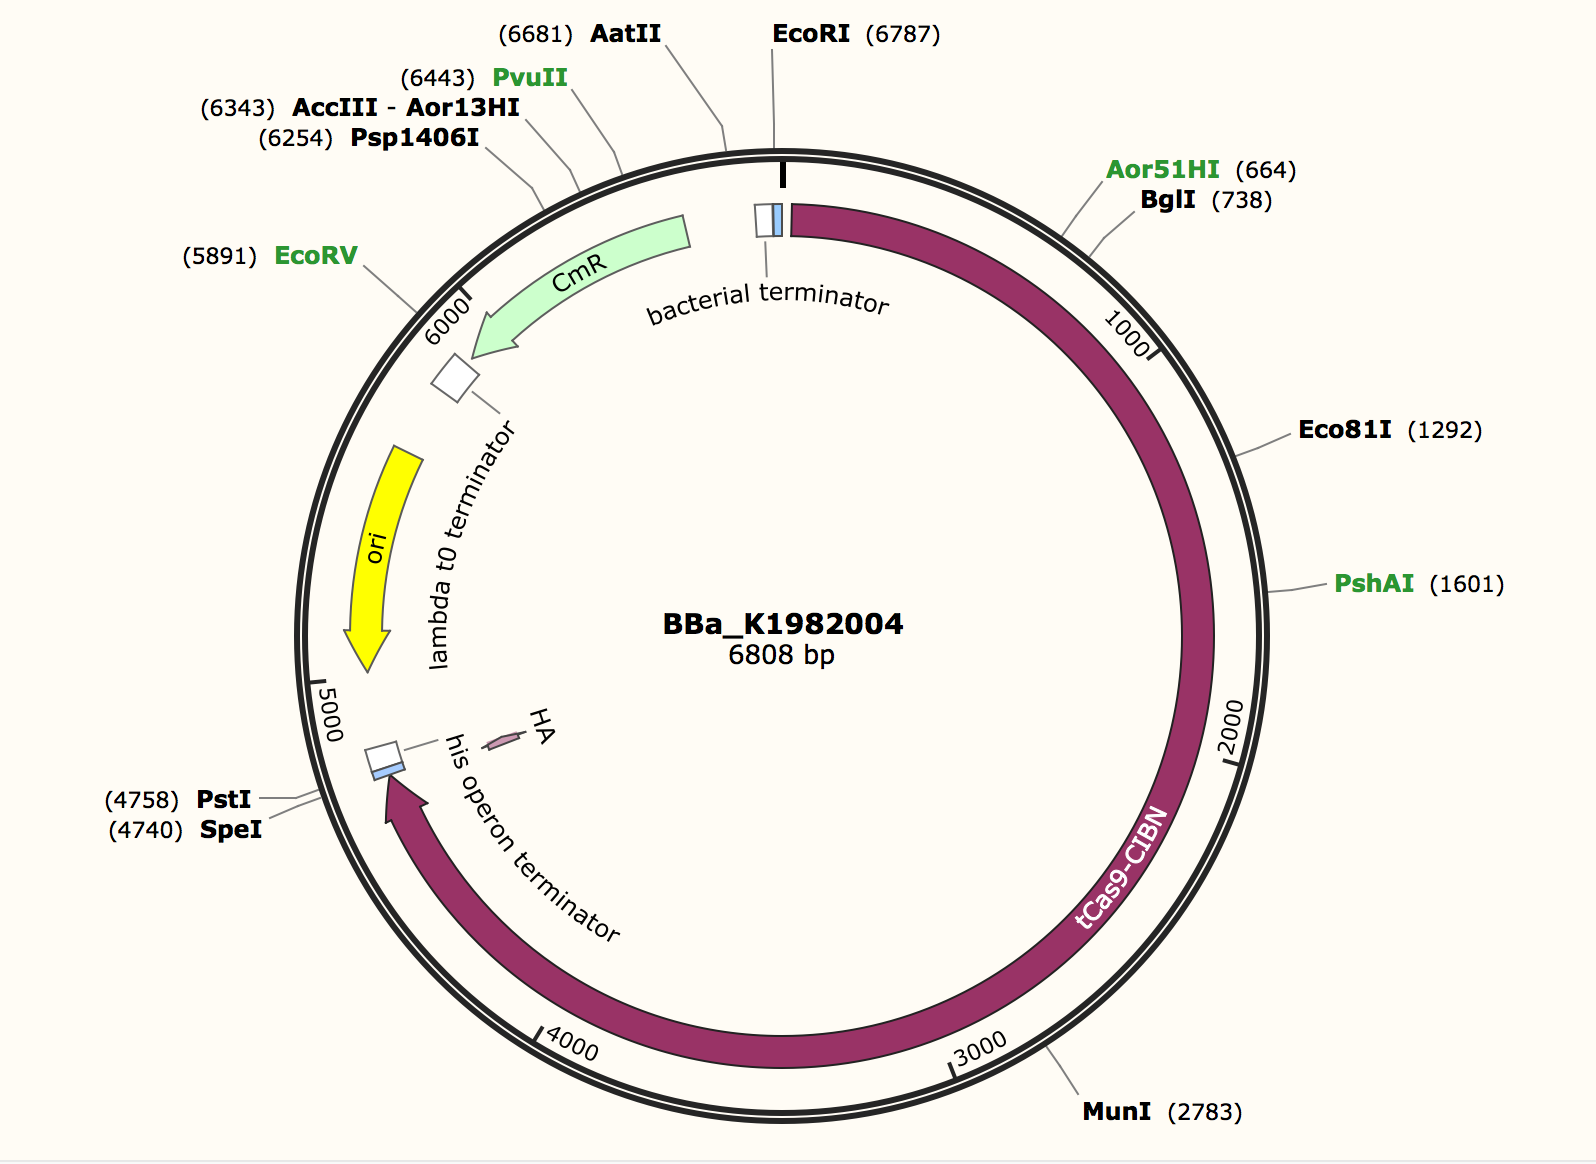 (6681) AatII
EcoRI (6787)
(6443) PvuII
(6343) AccIII - Aor13HI
(6254) Psp1406I
Aor51HI (664)
BglI (738)
(5891) EcoRV
CmR
bacterial terminator
6000
1000
Eco81I (1292)
lambda t0 terminator
ori
PshAI (1601)
BBa_K1982004
6808 bp
5000
HA
2000
his operon terminator
(4758) PstI
(4740) SpeI
tCas9-CIBN
4000
3000
MunI (2783)